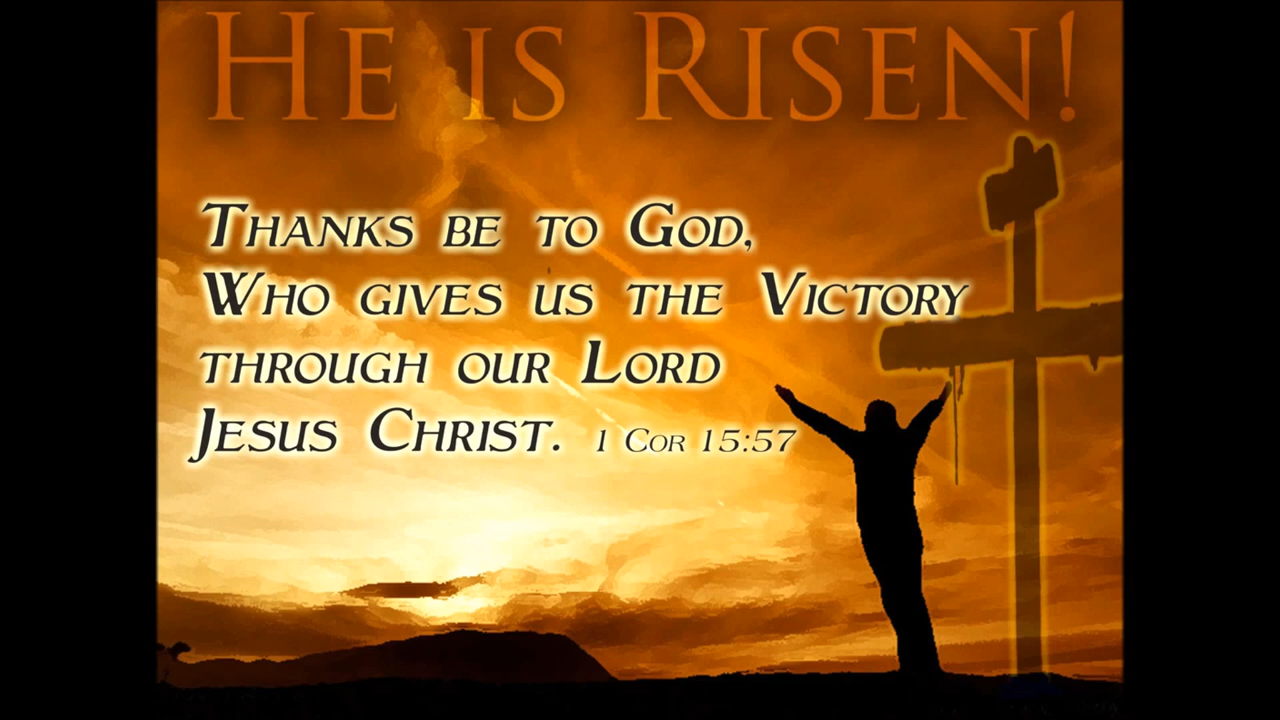 He is Risen!
Thanks be to God,
Who gives us the Victory
through our Lord
Jesus Christ. 1 Cor 15:57